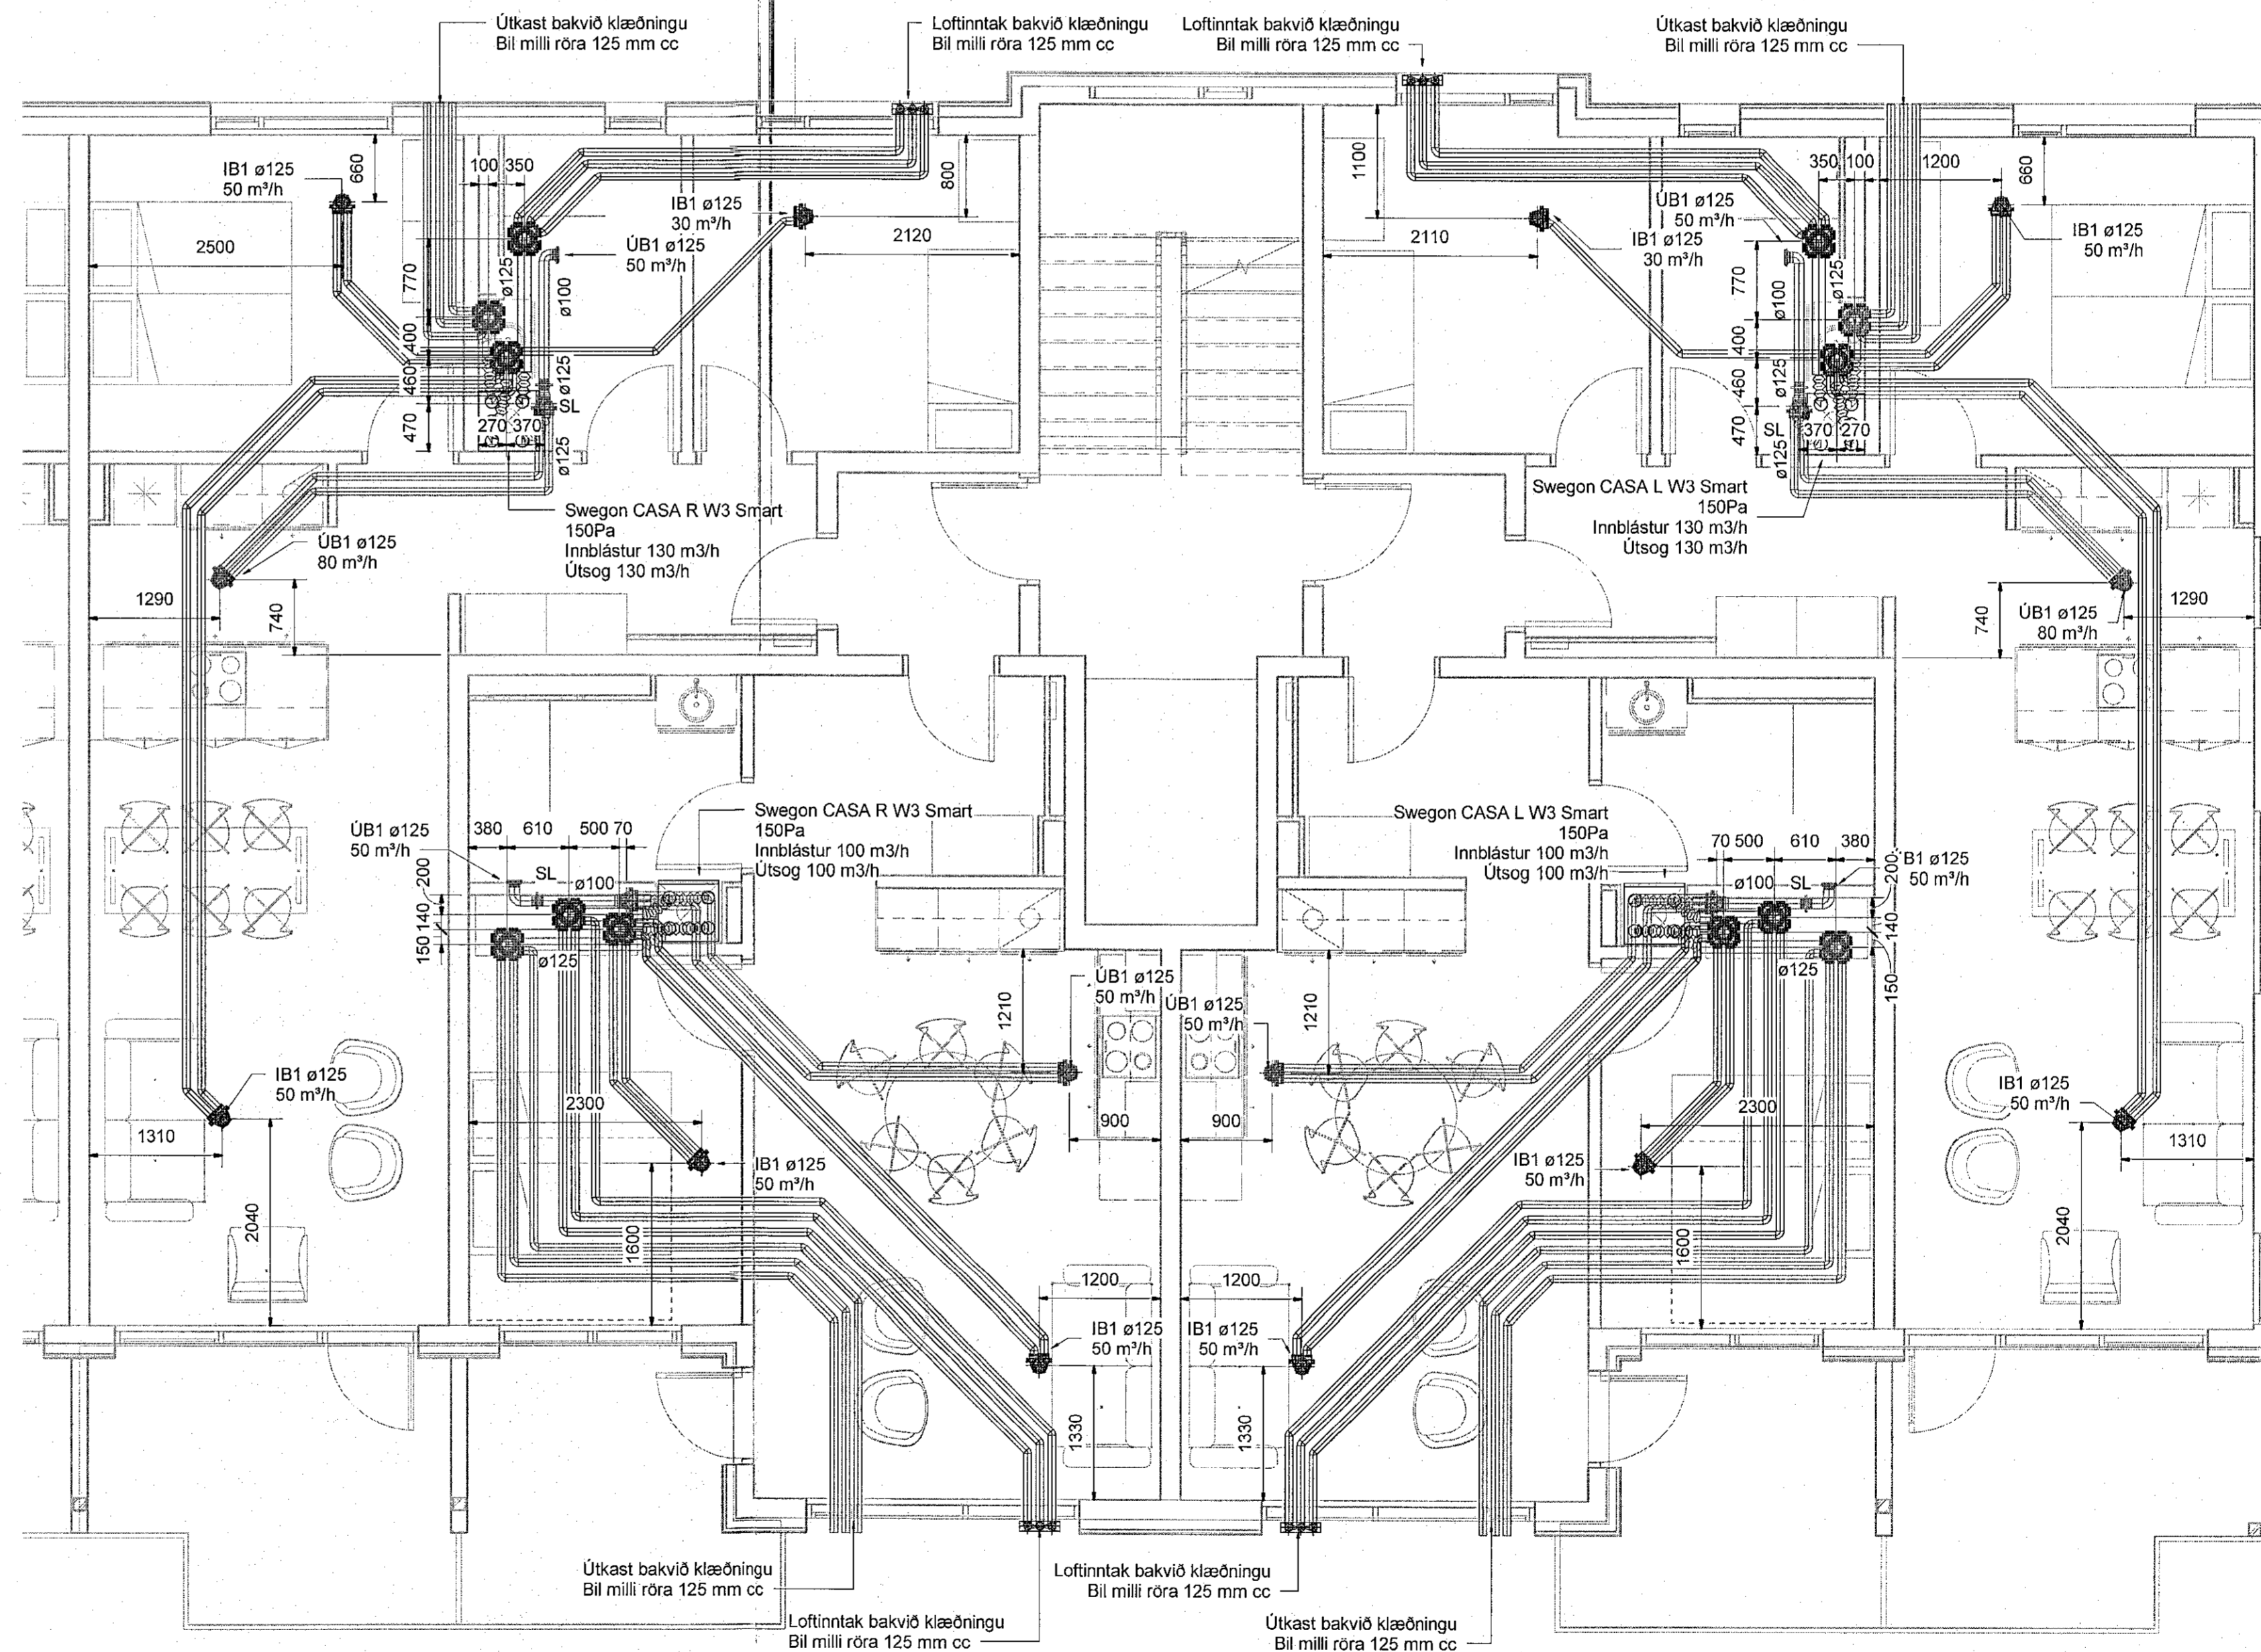 Útkast bakvið klæðningu
Bil milli röra 125 mm cc
Loftinntak bakvið klæðningu
Bil milli röra 125 mm cc
Loftinntak bakvið klæðningu
Bil milli röra 125 mm cc
Útkast bakvið klæðningu
Bil milli röra 125 mm cc
IB1 ø125
50 m³/h
660
100 350
800
IB1 ø125
30 m³/h
ÚB1 ø125
50 m³/h
2500
2120
770
ø125
ø100
400
460
ø125
SL
470
270 370
ø125
1100
350 100
1200
660
ÚB1 ø125
50 m³/h
2110
IB1 ø125
30 m³/h
IB1 ø125
50 m³/h
770
ø125
ø100
400
460
ø125
470
SL
370 270
ø125
Swegon CASA R W3 Smart
150Pa
Innblástur 130 m3/h
Útsog 130 m3/h
Swegon CASA L W3 Smart
150Pa
Innblástur 130 m3/h
Útsog 130 m3/h
ÚB1 ø125
80 m³/h
1290
740
740
ÚB1 ø125
80 m³/h
1290
Swegon CASA R W3 Smart
150Pa
Innblástur 100 m3/h
Útsog 100 m3/h
Swegon CASA L W3 Smart
150Pa
Innblástur 100 m3/h
Útsog 100 m3/h
ÚB1 ø125
50 m³/h
380 610 500 70
200
SL
ø100
140
150
ø125
70 500 610 380
B1 ø125
50 m³/h
200
ø100
SL
140
ø125
150
ÚB1 ø125
50 m³/h
1210
ÚB1 ø125
50 m³/h
1210
IB1 ø125
50 m³/h
1310
2300
900
900
2300
IB1 ø125
50 m³/h
1310
IB1 ø125
50 m³/h
IB1 ø125
50 m³/h
2040
1600
1600
2040
1200
1200
IB1 ø125
50 m³/h
IB1 ø125
50 m³/h
1330
1330
Útkast bakvið klæðningu
Bil milli röra 125 mm cc
Loftinntak bakvið klæðningu
Bil milli röra 125 mm cc
Loftinntak bakvið klæðningu
Bil milli röra 125 mm cc
Útkast bakvið klæðningu
Bil milli röra 125 mm cc